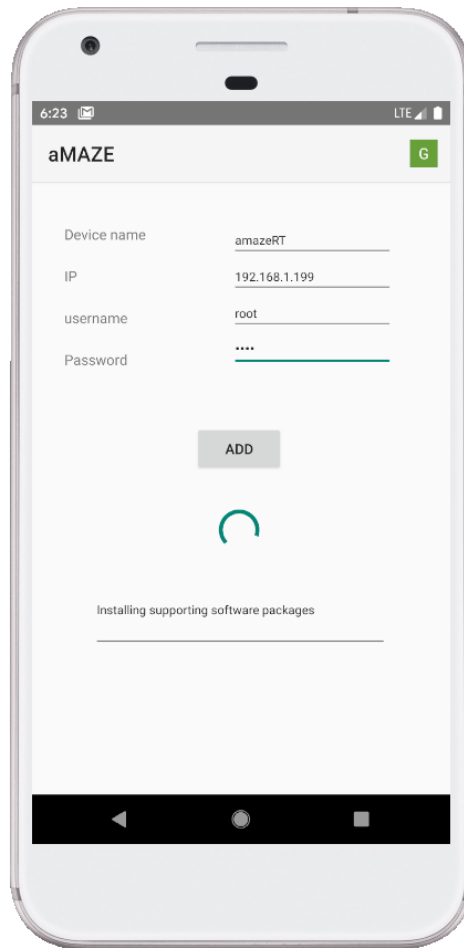 6:23 LTE
aMAZE G
Device name amazeRT
IP 192.168.1.199
username root
Password ••••
ADD
Installing supporting software packages